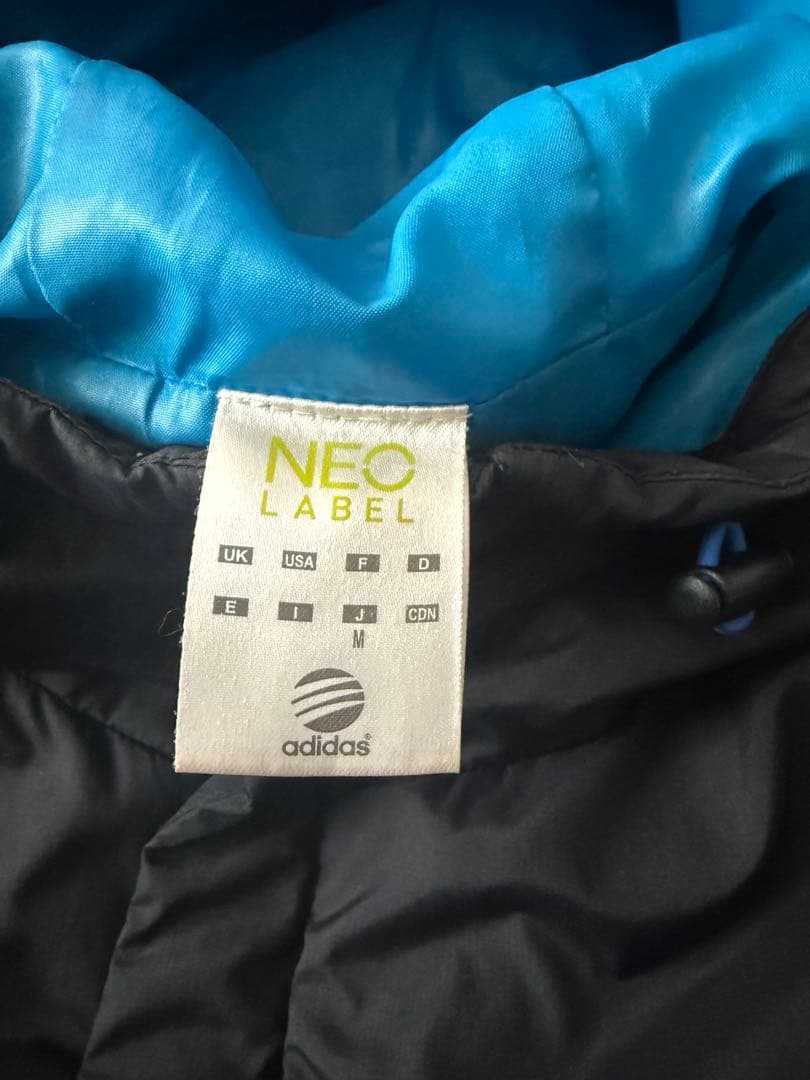 NEO
LABEL
UK USA F D
E I J CDN
M
adidas®